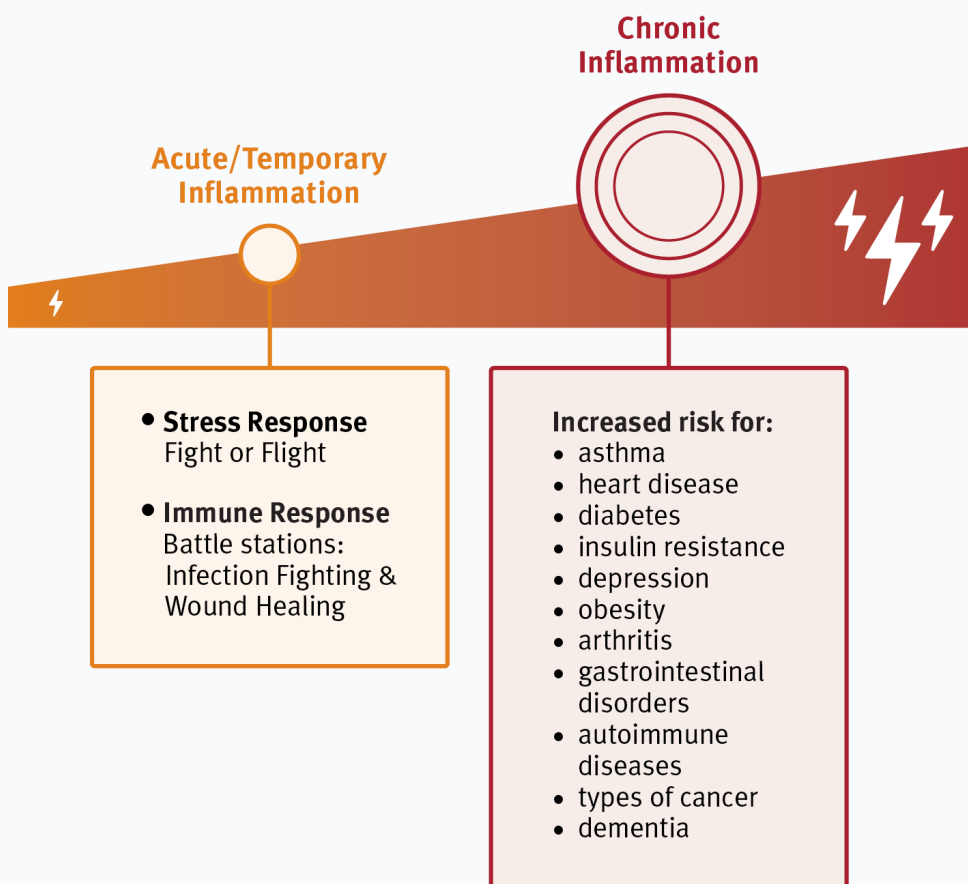 Chronic
Inflammation
Acute/Temporary
Inflammation
• Stress Response
Fight or Flight
• Immune Response
Battle stations:
Infection Fighting &
Wound Healing
Increased risk for:
• asthma
• heart disease
• diabetes
• insulin resistance
• depression
• obesity
• arthritis
• gastrointestinal
disorders
• autoimmune
diseases
• types of cancer
• dementia